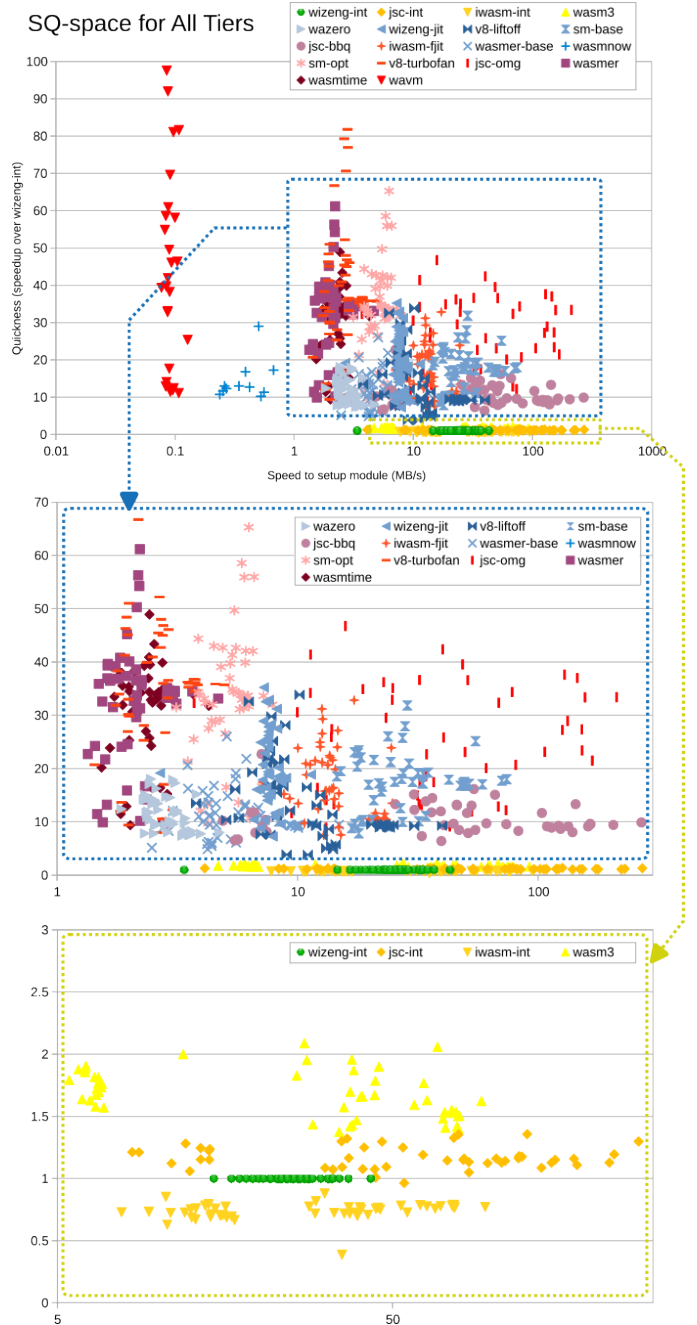 SQ-space for All Tiers
wizeng-int jsc-int iwasm-int wasm3
wazero wizeng-jit v8-liftoff sm-base
jsc-bbq iwasm-fjit wasmer-base wasmnow
sm-opt v8-turbofan jsc-omg wasmer
wasmtime wavm
Quickness (speedup over wizeng-int)
100
90
80
70
60
50
40
30
20
10
0
0.01 0.1 1 10 100 1000
Speed to setup module (MB/s)
70
wazero wizeng-jit v8-liftoff sm-base
jsc-bbq iwasm-fjit wasmer-base wasmnow
sm-opt v8-turbofan jsc-omg wasmer
wasmtime
60
50
40
30
20
10
0
1 10 100
3
wizeng-int jsc-int iwasm-int wasm3
2.5
2
1.5
1
0.5
0
5 50